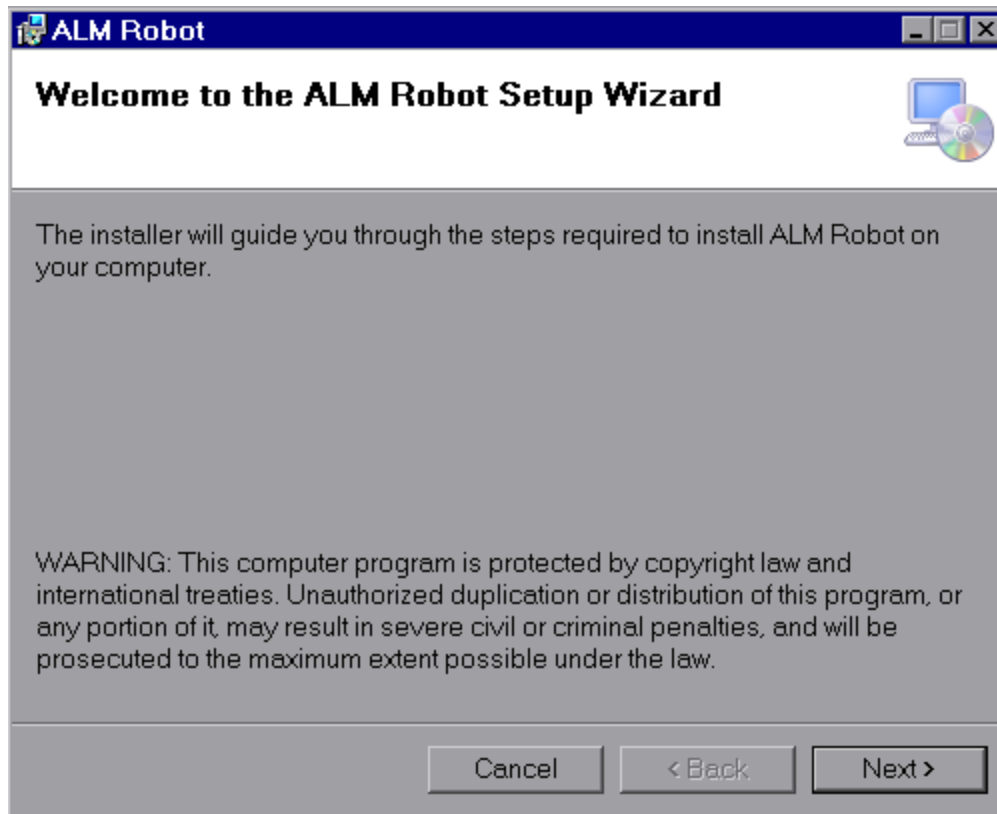 ALM Robot
Welcome to the ALM Robot Setup Wizard
The installer will guide you through the steps required to install ALM Robot on
your computer.
WARNING: This computer program is protected by copyright law and
international treaties. Unauthorized duplication or distribution of this program, or
any portion of it, may result in severe civil or criminal penalties, and will be
prosecuted to the maximum extent possible under the law.
Cancel < Back Next >